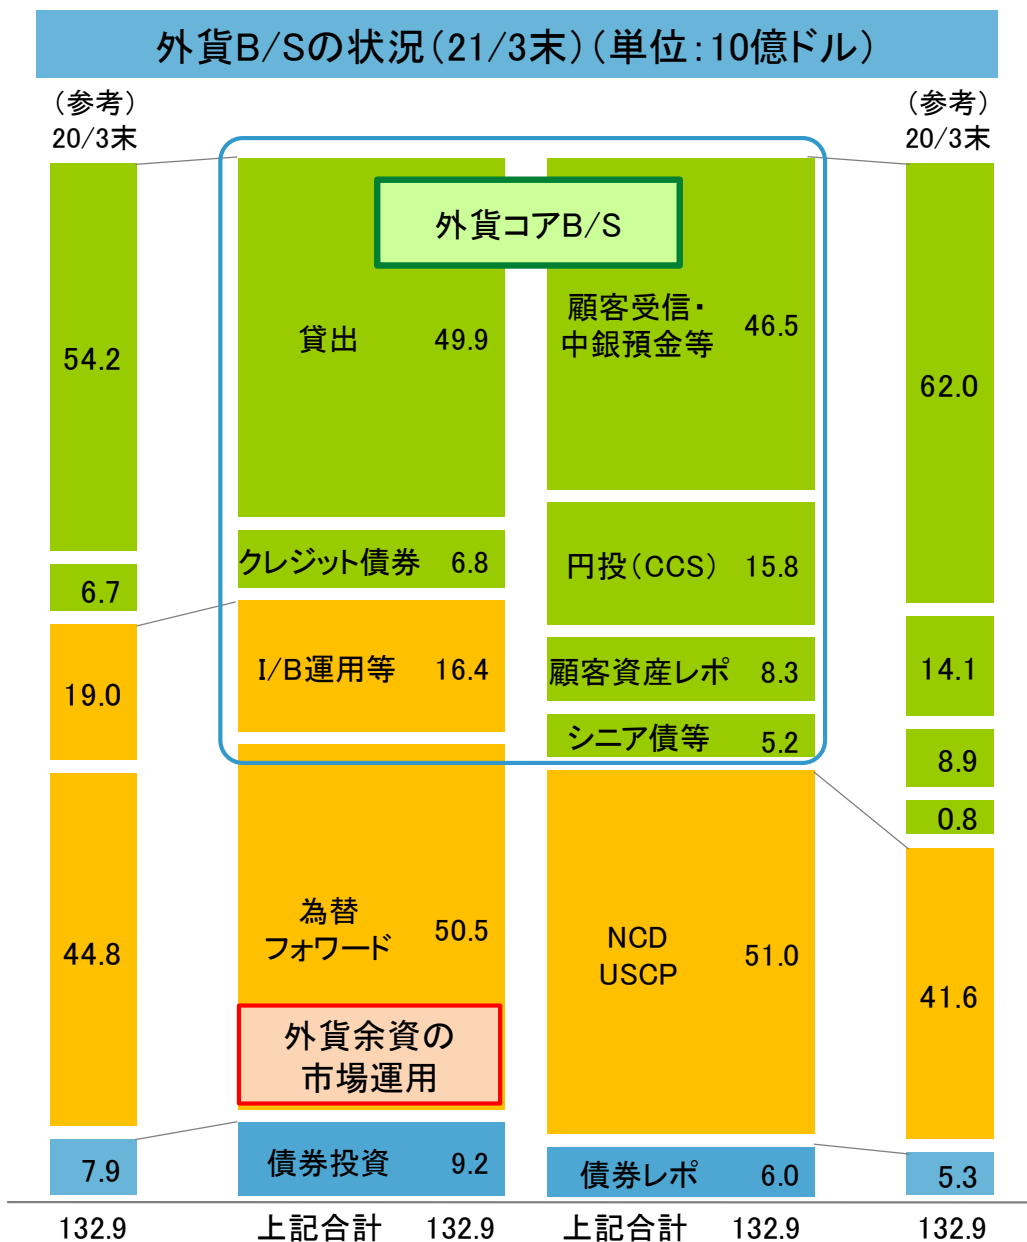 外貨B/Sの状況(21/3末)(単位:10億ドル)
(参考)
20/3末
(参考)
20/3末
外貨コアB/S
54.2
6.7
19.0
44.8
7.9
132.9
貸出 49.9
クレジット債券 6.8
I/B運用等 16.4
為替
フォワード 50.5
外貨余資の
市場運用
債券投資 9.2
上記合計 132.9
顧客受信・
中銀預金等 46.5
円投(CCS) 15.8
顧客資産レポ 8.3
シニア債等 5.2
NCD
USCP 51.0
債券レポ 6.0
上記合計 132.9
62.0
14.1
8.9
0.8
41.6
5.3
132.9